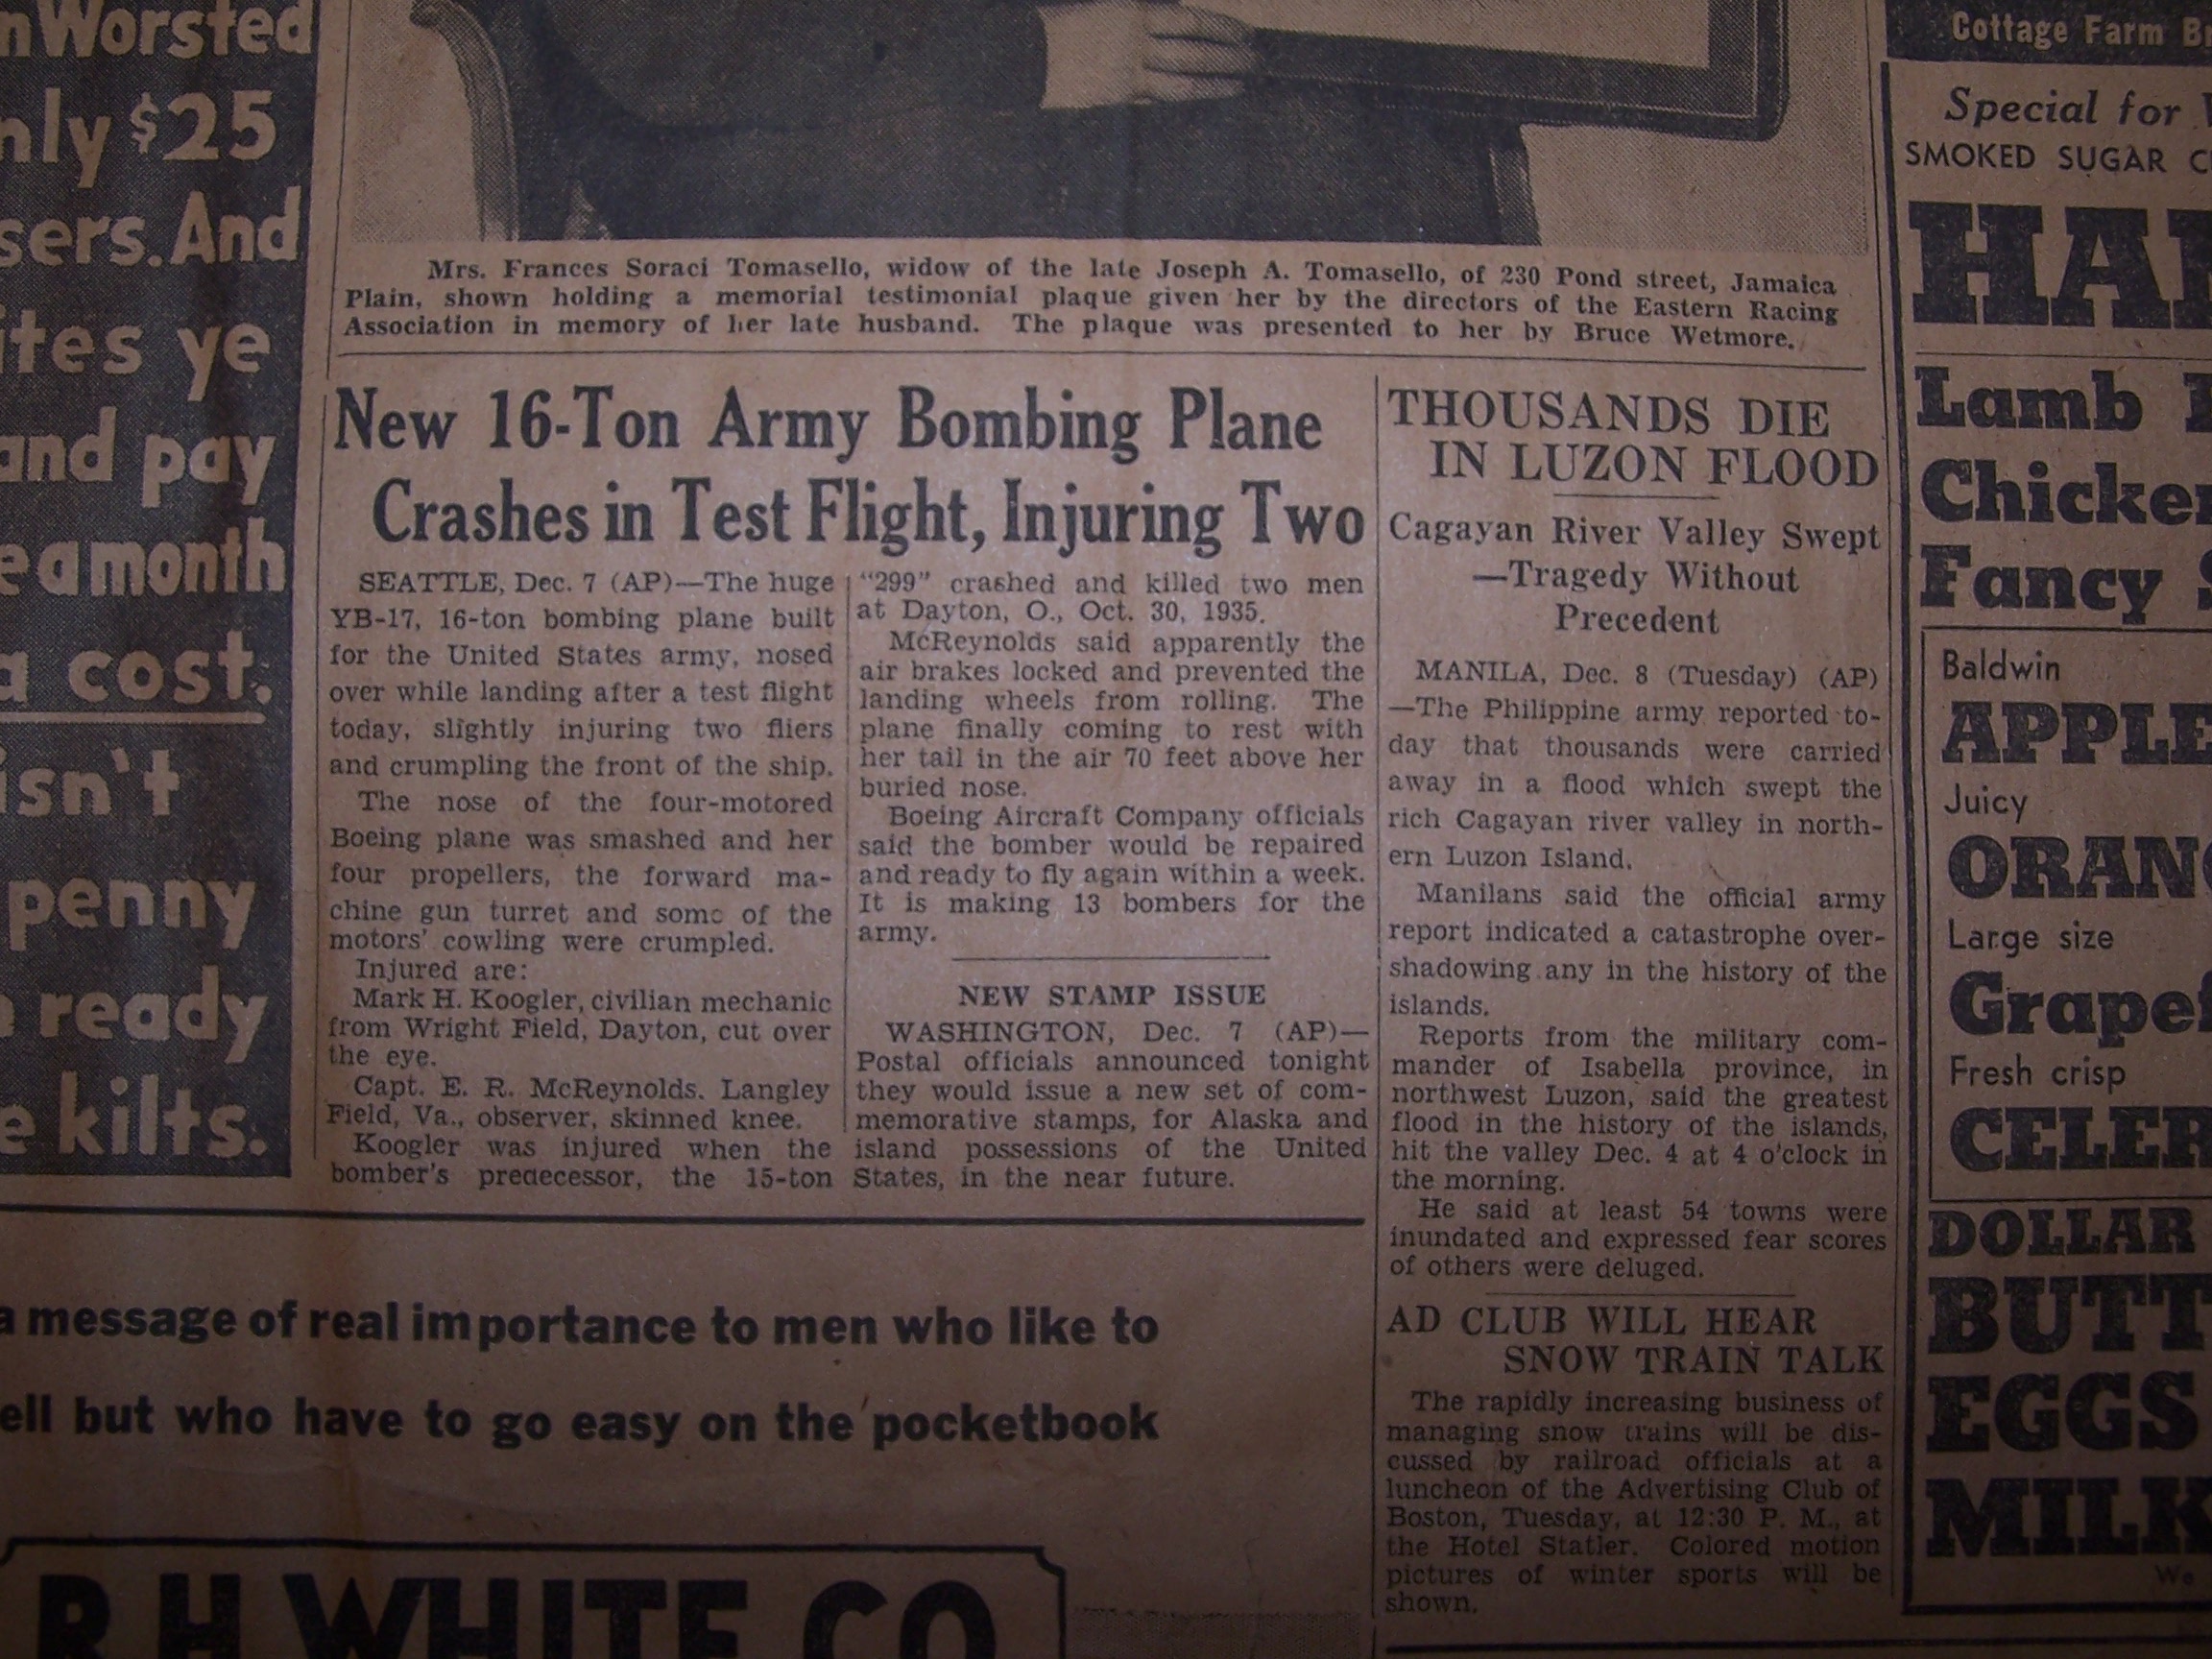 Worsted
$25
And
ye
and pay
a month
a cost.
isn't
penny
ready
kilts.
Mrs. Frances Soraci Tomasello, widow of the late Joseph A. Tomasello, of 230 Pond street, Jamaica
Plain, shown holding a memorial testimonial plaque given her by the directors of the Eastern Racing
Association in memory of her late husband. The plaque was presented to her by Bruce Wetmore.
New 16-Ton Army Bombing Plane
Crashes in Test Flight, Injuring Two
SEATTLE, Dec. 7 (AP)—The huge
YB-17, 16-ton bombing plane built
for the United States army, nosed
over while landing after a test flight
today, slightly injuring two fliers
and crumpling the front of the ship.
The nose of the four-motored
Boeing plane was smashed and her
four propellers, the forward ma-
chine gun turret and some of the
motors' cowling were crumpled.
Injured are:
Mark H. Koogler, civilian mechanic
from Wright Field, Dayton, cut over
the eye.
Capt. E. R. McReynolds. Langley
Field, Va., observer, skinned knee.
Koogler was injured when the
bomber's predecessor, the 15-ton
"299" crashed and killed two men
at Dayton, O., Oct. 30, 1935.
McReynolds said apparently the
air brakes locked and prevented the
landing wheels from rolling. The
plane finally coming to rest with
her tail in the air 70 feet above her
buried nose.
Boeing Aircraft Company officials
said the bomber would be repaired
and ready to fly again within a week.
It is making 13 bombers for the
army.
NEW STAMP ISSUE
WASHINGTON, Dec. 7 (AP)—
Postal officials announced tonight
they would issue a new set of com-
memorative stamps, for Alaska and
island possessions of the United
States, in the near future.
THOUSANDS DIE
IN LUZON FLOOD
Cagayan River Valley Swept
—Tragedy Without
Precedent
MANILA, Dec. 8 (Tuesday) (AP)
—The Philippine army reported to-
day that thousands were carried
away in a flood which swept the
rich Cagayan river valley in north-
ern Luzon Island.
Manilans said the official army
report indicated a catastrophe over-
shadowing any in the history of the
islands.
Reports from the military com-
mander of Isabella province, in
northwest Luzon, said the greatest
flood in the history of the islands,
hit the valley Dec. 4 at 4 o'clock in
the morning.
He said at least 54 towns were
inundated and expressed fear scores
of others were deluged.
AD CLUB WILL HEAR
SNOW TRAIN TALK
The rapidly increasing business of
managing snow trains will be dis-
cussed by railroad officials at a
luncheon of the Advertising Club of
Boston, Tuesday, at 12:30 P. M., at
the Hotel Statler. Colored motion
pictures of winter sports will be
shown.
Cottage Farm
Special for
SMOKED SUGAR
Lamb
Fancy
Baldwin
Juicy
Large size
Fresh crisp
DOLLAR
EGGS
MILK
We
a message of real importance to men who like to
but who have to go easy on the pocketbook
R H WHITE CO